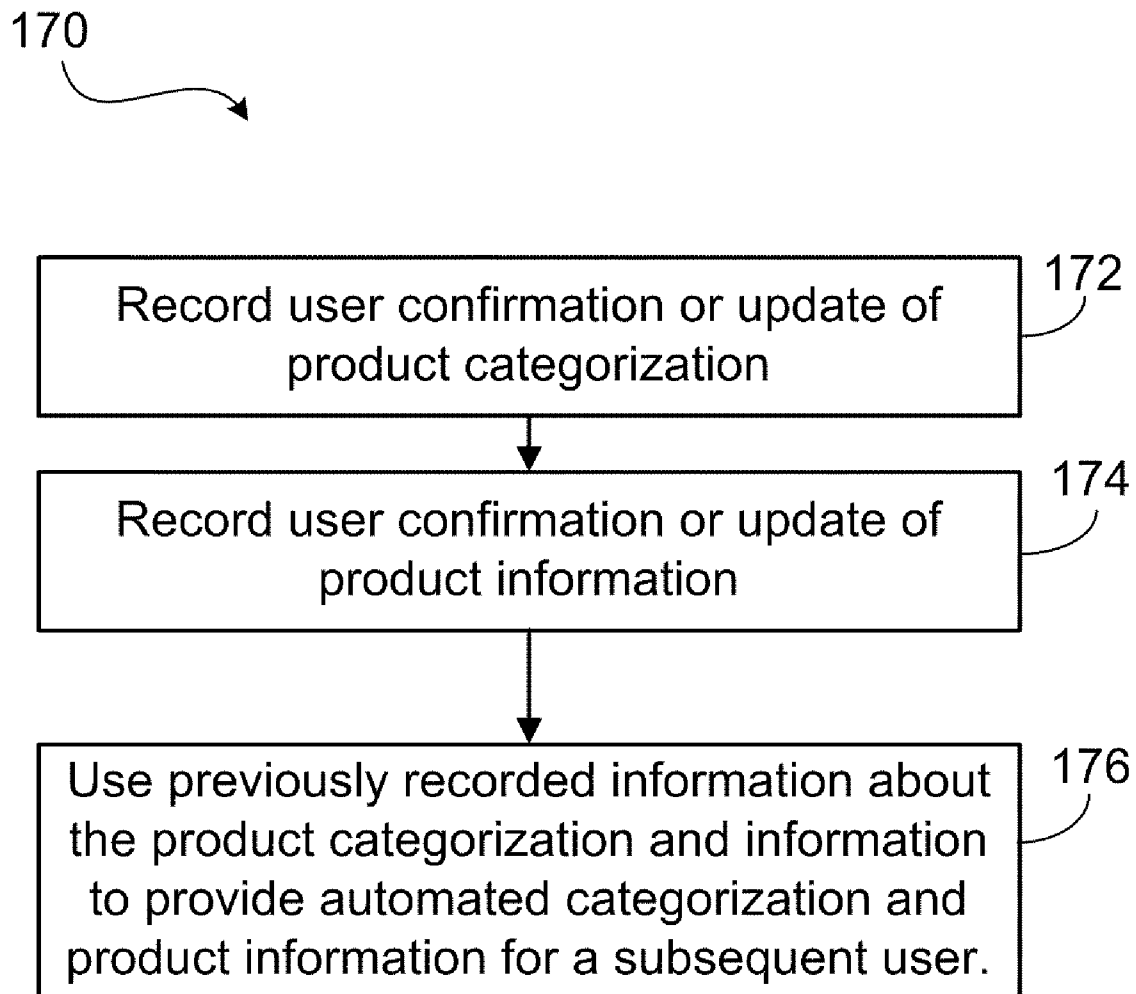 170
172
Record user confirmation or update of
product categorization
174
Record user confirmation or update of
product information
176
Use previously recorded information about
the product categorization and information
to provide automated categorization and
product information for a subsequent user.